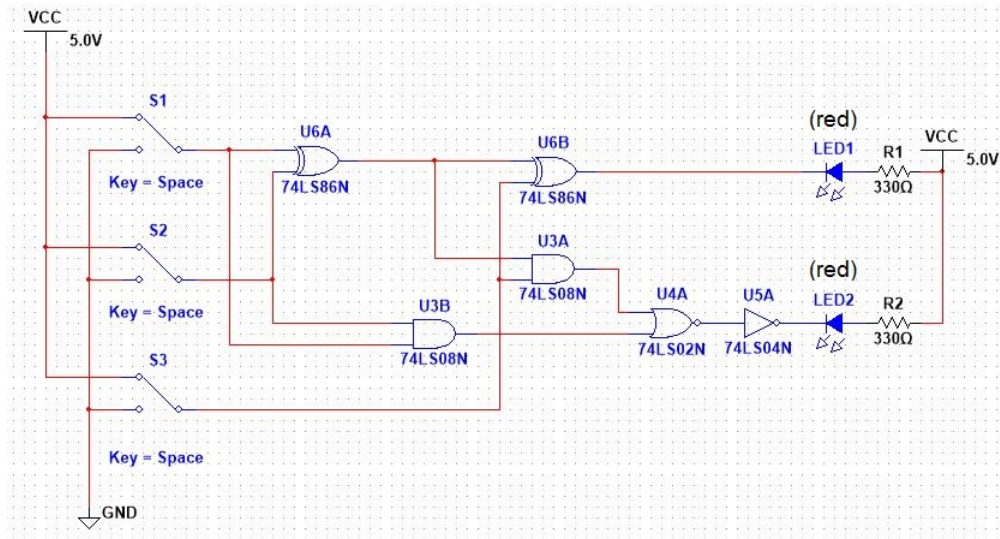 VCC
5.0V
S1
Key = Space
S2
Key = Space
S3
Key = Space
GND
U6A
74LS86N
U6B
74LS86N
U3A
74LS08N
U3B
74LS08N
U4A
74LS02N
U5A
74LS04N
(red)
LED1
R1
330Ω
VCC
5.0V
(red)
LED2
R2
330Ω